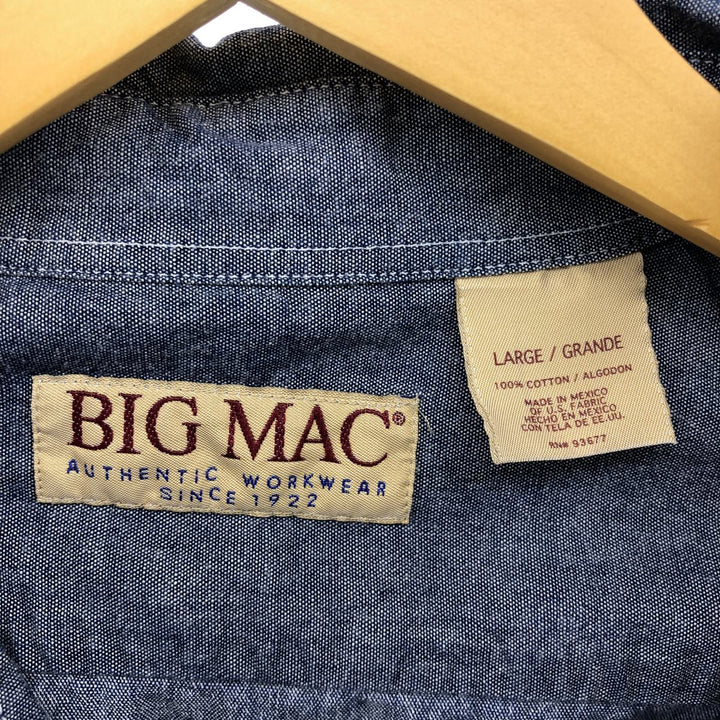 BIG MAC®
AUTHENTIC WORKWEAR
SINCE 1922
LARGE / GRANDE
100% COTTON / ALGODON
MADE IN MEXICO
OF U.S. FABRIC
HECHO EN MEXICO
CON TELA DE EE.UU.
RN# 93677